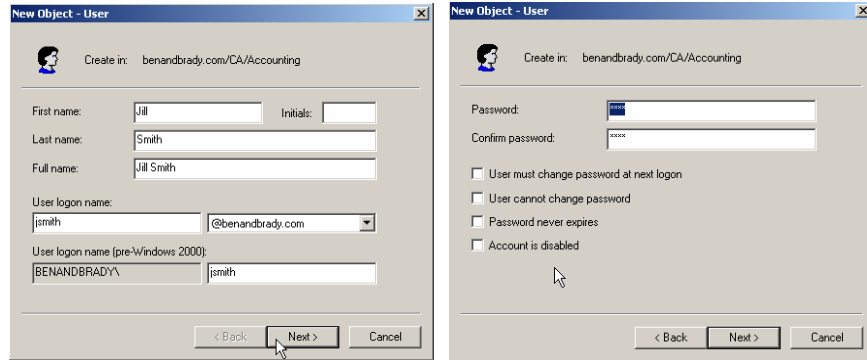 New Object - User
Create in: benandbrady.com/CA/Accounting
First name: Jill Initials:
Last name: Smith
Full name: Jill Smith
User logon name:
jsmith @benandbrady.com
User logon name (pre-Windows 2000):
BENANDBRADY\ jsmith
< Back Next > Cancel
New Object - User
Create in: benandbrady.com/CA/Accounting
Password: ××××
Confirm password: ××××
User must change password at next logon
User cannot change password
Password never expires
Account is disabled
< Back Next > Cancel